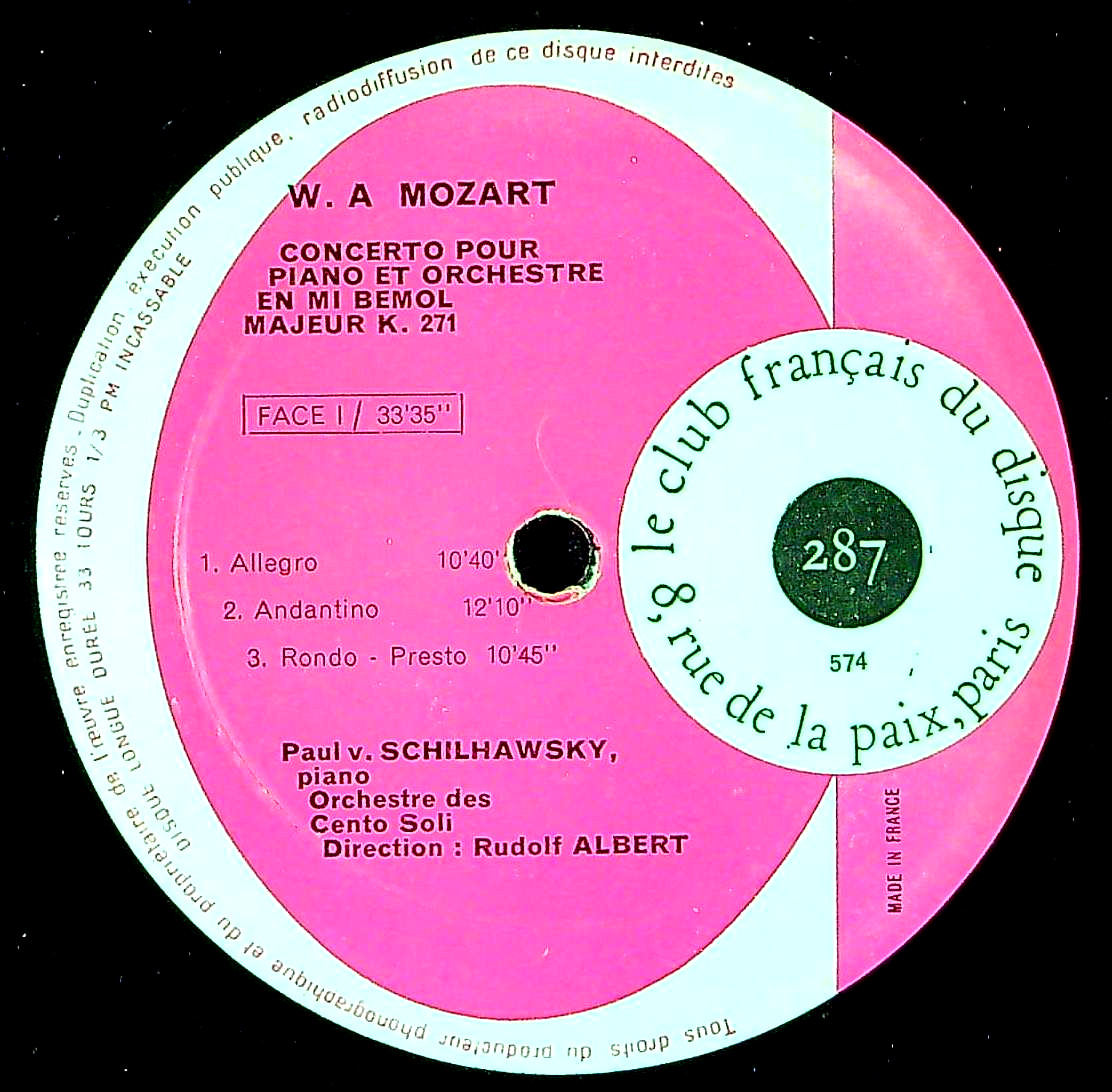 Tous droits du producteur phonographique et du propriétaire de l'œuvre enregistrée réservés. Duplication, exécution publique, radiodiffusion de ce disque interdites
DISQUE LONGUE DURÉE 33 TOURS 1/3 PM INCASSABLE
W. A MOZART
CONCERTO POUR
PIANO ET ORCHESTRE
EN MI BEMOL
MAJEUR K. 271
FACE I / 33'35''
1. Allegro 10'40'
2. Andantino 12'10''
3. Rondo - Presto 10'45''
Paul v. SCHILHAWSKY,
piano
Orchestre des
Cento Soli
Direction : Rudolf ALBERT
le club français du disque
8, rue de la paix, paris
287
574
MADE IN FRANCE